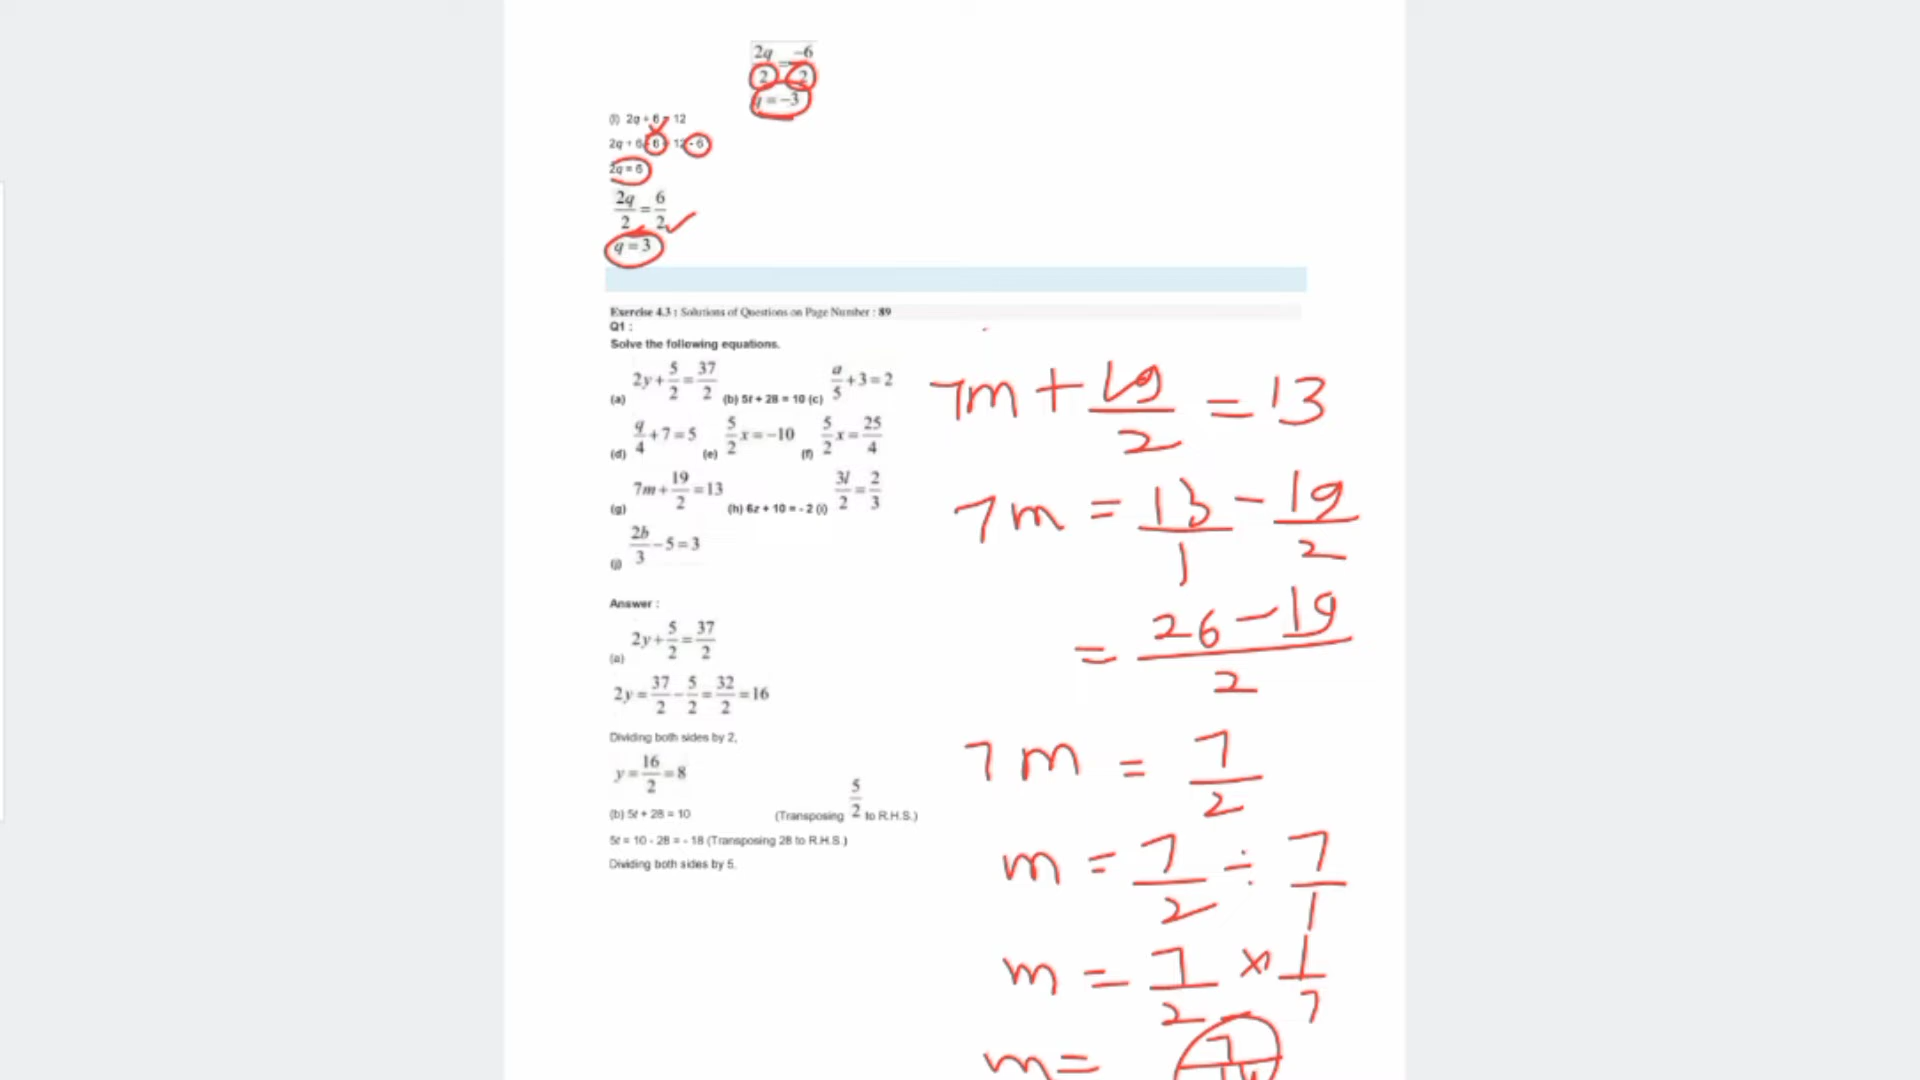 2q/2 = -6/2
q = -3
(l) 2q + 6 = 12
2q + 6 - 6 = 12 - 6
2q = 6
2q/2 = 6/2
q = 3
Exercise 4.3 : Solutions of Questions on Page Number : 89
Q1 :
Solve the following equations.
(a) 2y + 5/2 = 37/2 (b) 5t + 28 = 10 (c) a/5 + 3 = 2
(d) q/4 + 7 = 5 (e) 5/2 x = -10 (f) 5/2 x = 25/4
(g) 7m + 19/2 = 13 (h) 6z + 10 = - 2 (i) 3l/2 = 2/3
(j) 2b/3 - 5 = 3
Answer :
(a) 2y + 5/2 = 37/2
2y = 37/2 - 5/2 = 32/2 = 16
Dividing both sides by 2,
y = 16/2 = 8
(b) 5t + 28 = 10 (Transposing 5/2 to R.H.S.)
5t = 10 - 28 = - 18 (Transposing 28 to R.H.S.)
Dividing both sides by 5,
7m + 19/2 = 13
7m = 13/1 - 19/2
= 26 - 19/2
7m = 7/2
m = 7/2 ÷ 7/1
m = 7/2 × 1/7
m = 7/14